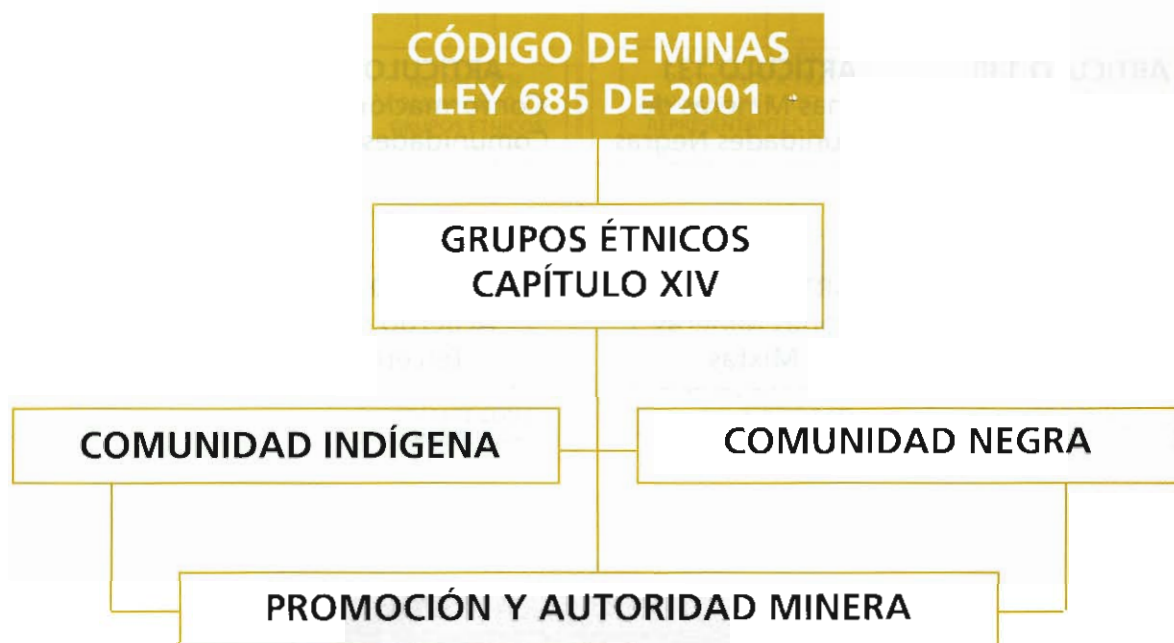 CÓDIGO DE MINAS
LEY 685 DE 2001
GRUPOS ÉTNICOS
CAPÍTULO XIV
COMUNIDAD INDÍGENA
COMUNIDAD NEGRA
PROMOCIÓN Y AUTORIDAD MINERA